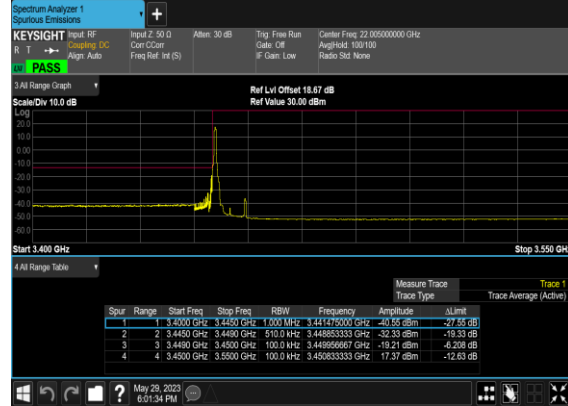 Spectrum Analyzer 1
Spurious Emissions
+
KEYSIGHT Input: RF Input Z: 50 Ω Atten: 30 dB Trig: Free Run Center Freq: 22.005000000 GHz
R T Coupling: DC Corr CCorr Gate: Off Avg|Hold: 100/100
Align: Auto Freq Ref: Int (S) IF Gain: Low Radio Std: None
PASS
3 All Range Graph
Ref Lvl Offset 18.67 dB
Scale/Div 10.0 dB Ref Value 30.00 dBm
Log
20.0
10.0
0.00
-10.0
-20.0
-30.0
-40.0
-50.0
-60.0
Start 3.400 GHz Stop 3.550 GH
4 All Range Table
Measure Trace Trace 1
Trace Type Trace Average (Active)
Spur Range Start Freq Stop Freq RBW Frequency Amplitude ΔLimit
1 1 3.4000 GHz 3.4450 GHz 1.000 MHz 3.441475000 GHz -40.55 dBm -27.55 dB
2 2 3.4450 GHz 3.4490 GHz 510.0 kHz 3.448853333 GHz -32.33 dBm -19.33 dB
3 3 3.4490 GHz 3.4500 GHz 100.0 kHz 3.449956667 GHz -19.21 dBm -6.208 dB
4 4 3.4500 GHz 3.5500 GHz 100.0 kHz 3.450833333 GHz 17.37 dBm -12.63 dB
? May 29, 2023
6:01:34 PM